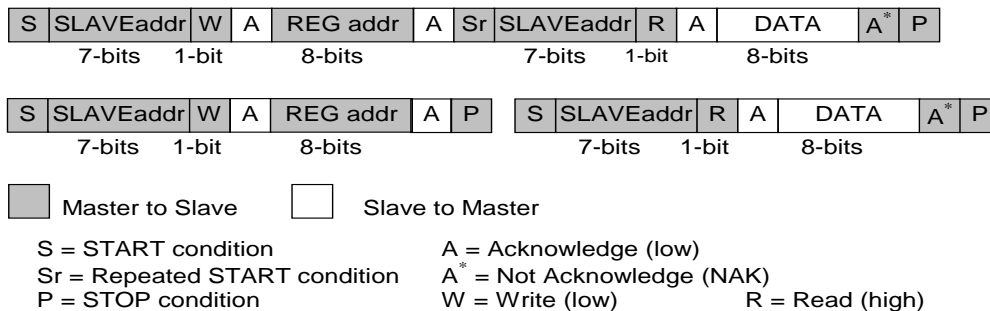 S SLAVEaddr W A REG addr A Sr SLAVEaddr R A DATA A* P
7-bits 1-bit 8-bits 7-bits 1-bit 8-bits
S SLAVEaddr W A REG addr A P S SLAVEaddr R A DATA A* P
7-bits 1-bit 8-bits 7-bits 1-bit 8-bits
Master to Slave Slave to Master
S = START condition A = Acknowledge (low)
Sr = Repeated START condition A* = Not Acknowledge (NAK)
P = STOP condition W = Write (low) R = Read (high)